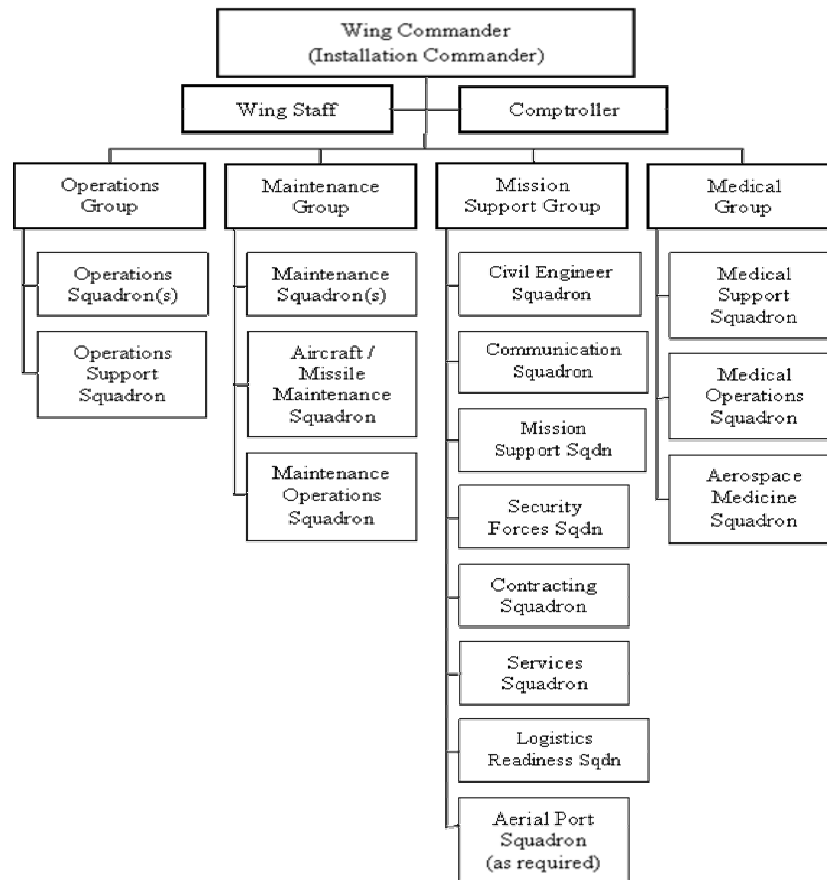 Wing Commander
(Installation Commander)
Wing Staff
Comptroller
Operations
Group
Maintenance
Group
Mission
Support Group
Medical
Group
Operations
Squadron(s)
Operations
Support
Squadron
Maintenance
Squadron(s)
Aircraft /
Missile
Maintenance
Squadron
Maintenance
Operations
Squadron
Civil Engineer
Squadron
Communication
Squadron
Mission
Support Sqdn
Security
Forces Sqdn
Contracting
Squadron
Services
Squadron
Logistics
Readiness Sqdn
Aerial Port
Squadron
(as required)
Medical
Support
Squadron
Medical
Operations
Squadron
Aerospace
Medicine
Squadron